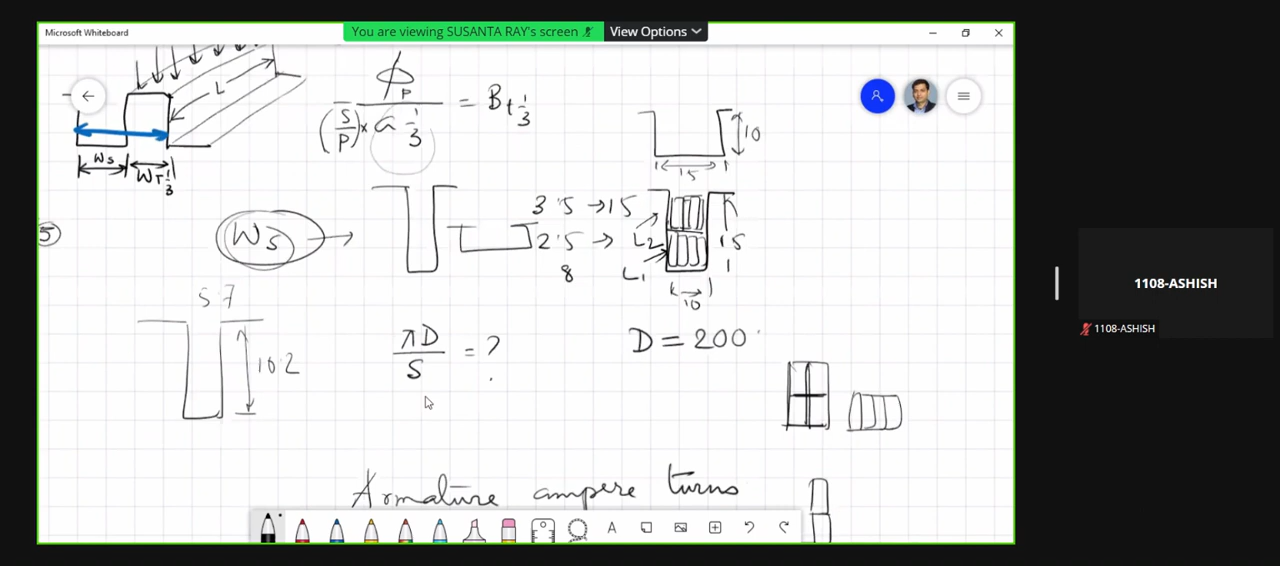 Microsoft Whiteboard
You are viewing SUSANTA RAY's screen
View Options
L
Ws
WT 1/3
ϕp
(S/P) × a 1/3
= Bt 1/3
10
15
5
Ws
3.5 → 15
2.5 → L2
8
L1
15
10
5.7
10.2
πD
S
= ?
D = 200
Armature ampere turns
1108-ASHISH
1108-ASHISH
A